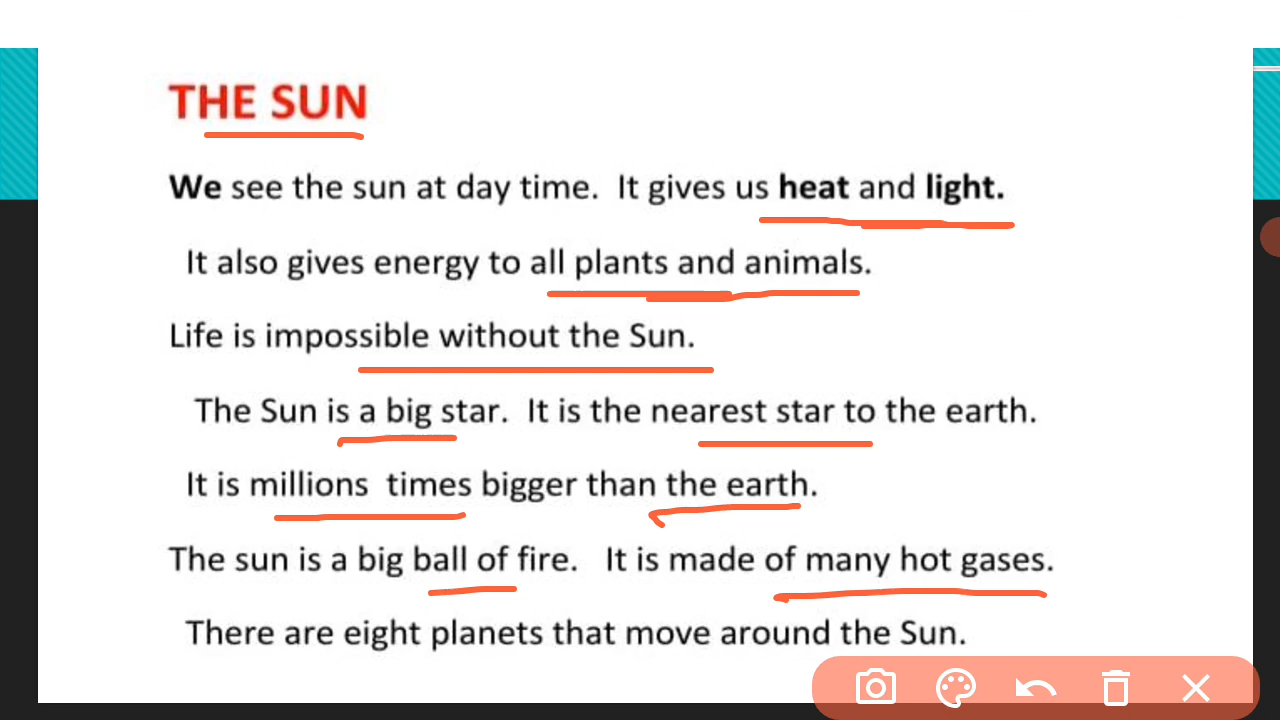 THE SUN
We see the sun at day time. It gives us heat and light.
It also gives energy to all plants and animals.
Life is impossible without the Sun.
The Sun is a big star. It is the nearest star to the earth.
It is millions times bigger than the earth.
The sun is a big ball of fire. It is made of many hot gases.
There are eight planets that move around the Sun.